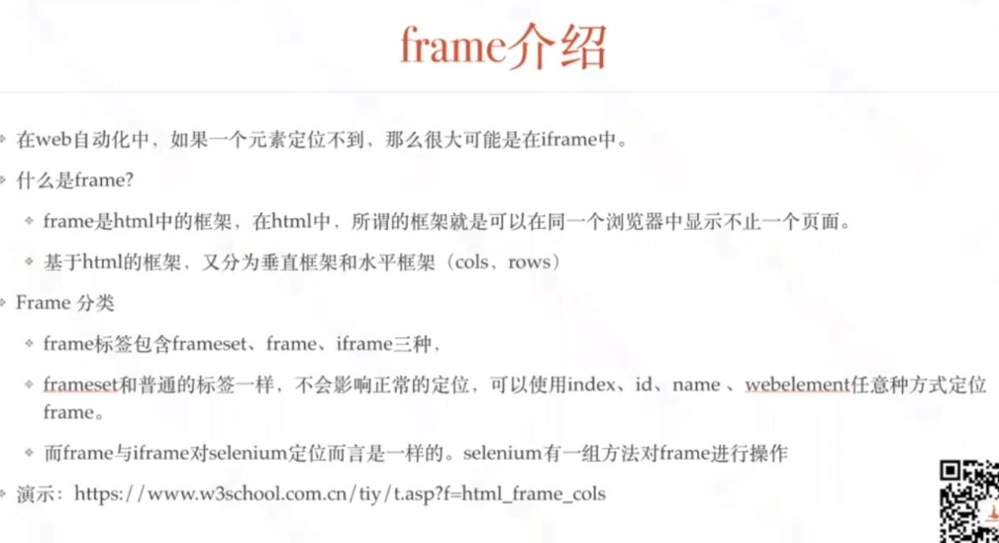 frame介绍
在web自动化中，如果一个元素定位不到，那么很大可能是在iframe中。
什么是frame?
frame是html中的框架，在html中，所谓的框架就是可以在同一个浏览器中显示不止一个页面。
基于html的框架，又分为垂直框架和水平框架（cols，rows）
Frame 分类
frame标签包含frameset、frame、iframe三种，
frameset和普通的标签一样，不会影响正常的定位，可以使用index、id、name 、webelement任意种方式定位
frame。
而frame与iframe对selenium定位而言是一样的。selenium有一组方法对frame进行操作
演示：https://www.w3school.com.cn/tiy/t.asp?f=html_frame_cols